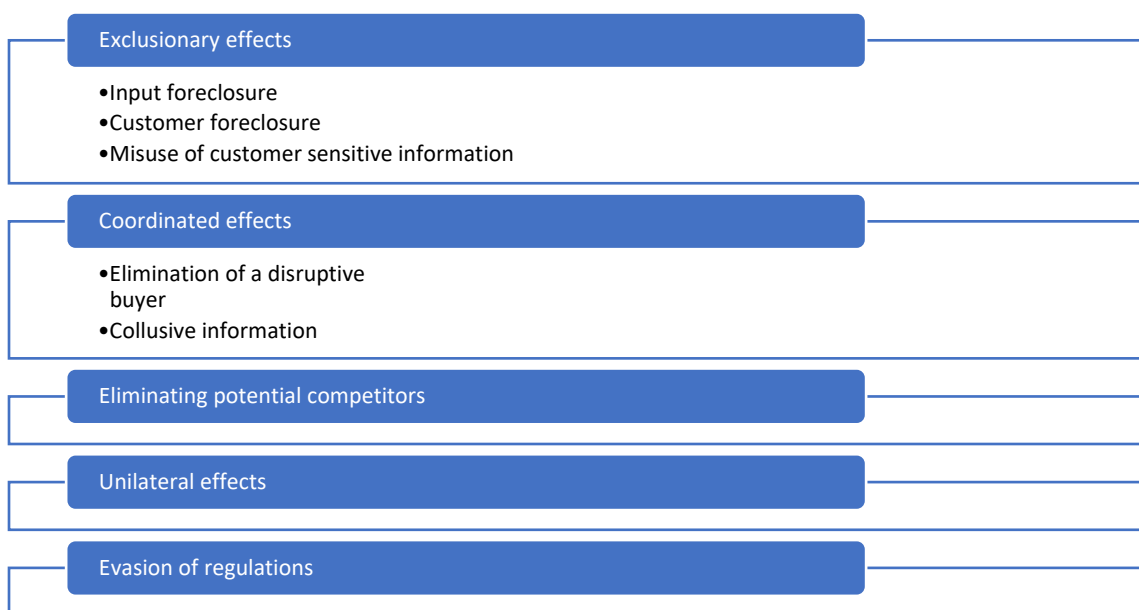 Exclusionary effects
•Input foreclosure
•Customer foreclosure
•Misuse of customer sensitive information
Coordinated effects
•Elimination of a disruptive
buyer
•Collusive information
Eliminating potential competitors
Unilateral effects
Evasion of regulations